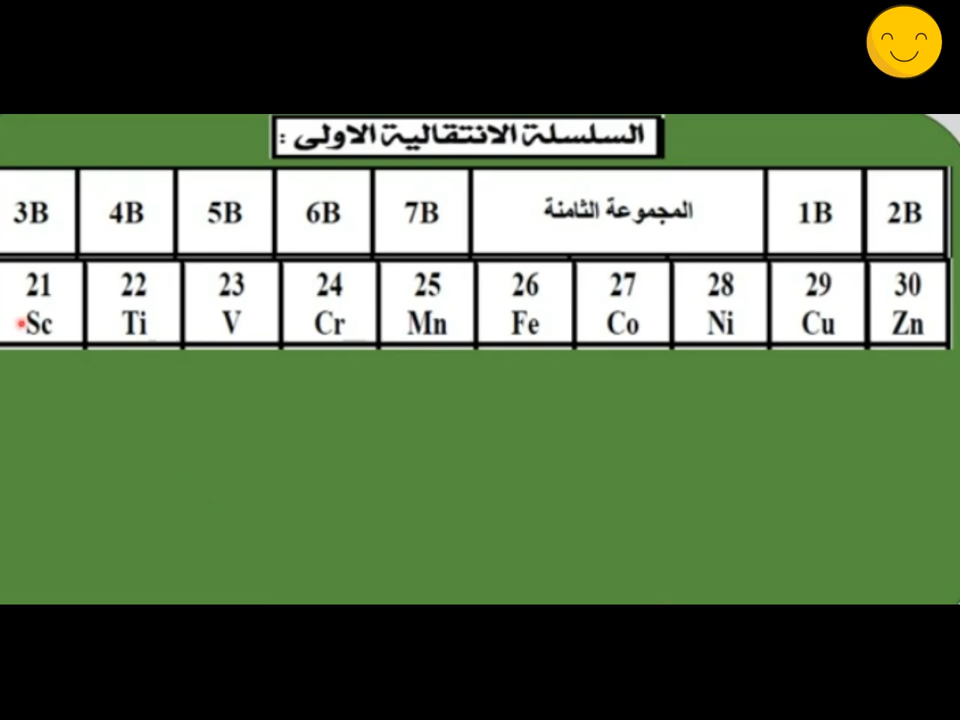 السلسلة الانتقالية الاولى :
3B 4B 5B 6B 7B المجموعة الثامنة 1B 2B
21 22 23 24 25 26 27 28 29 30
Sc Ti V Cr Mn Fe Co Ni Cu Zn